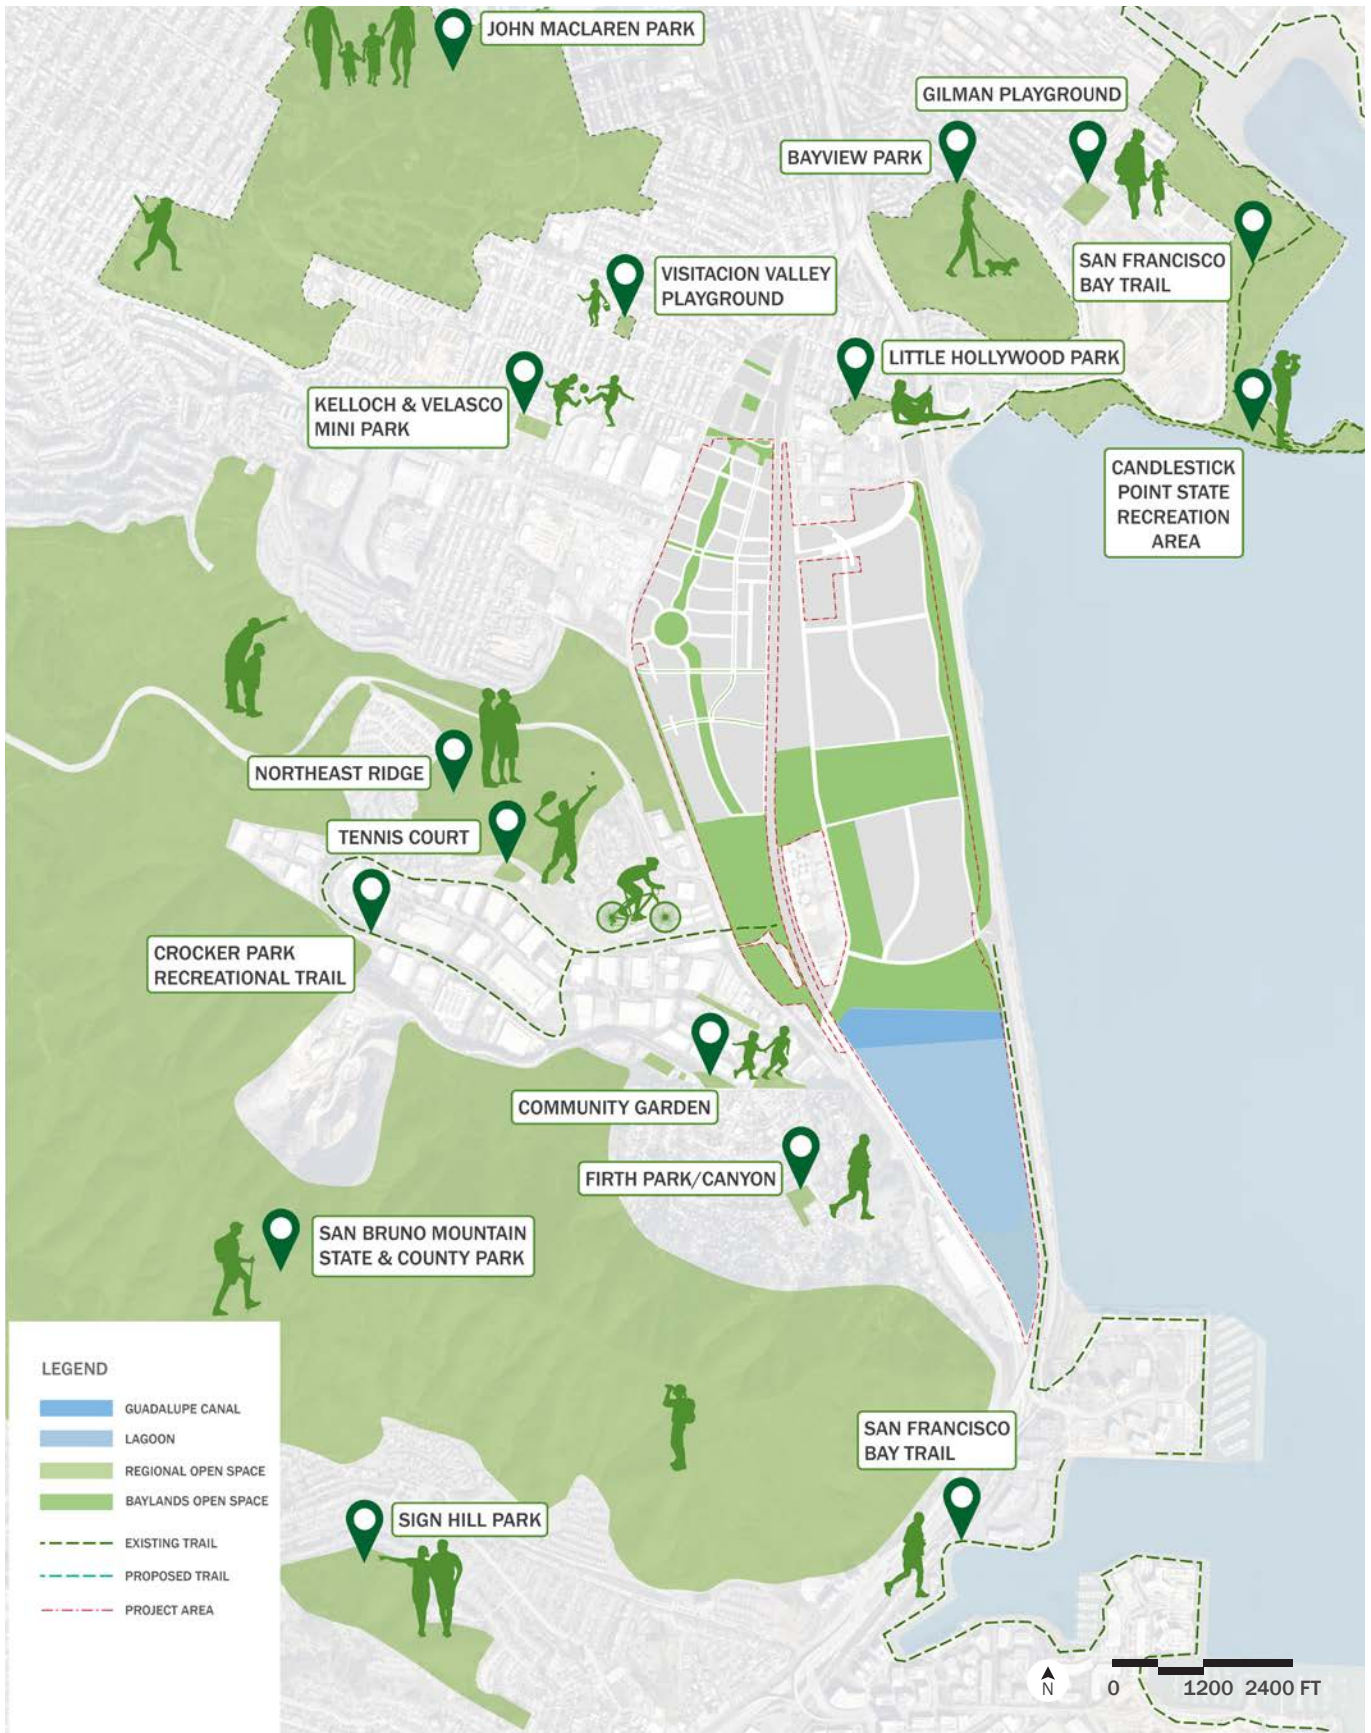 JOHN MACLAREN PARK
GILMAN PLAYGROUND
BAYVIEW PARK
SAN FRANCISCO
BAY TRAIL
VISITACION VALLEY
PLAYGROUND
LITTLE HOLLYWOOD PARK
KELLOCH & VELASCO
MINI PARK
CANDLESTICK
POINT STATE
RECREATION
AREA
NORTHEAST RIDGE
TENNIS COURT
CROCKER PARK
RECREATIONAL TRAIL
COMMUNITY GARDEN
FIRTH PARK/CANYON
SAN BRUNO MOUNTAIN
STATE & COUNTY PARK
SAN FRANCISCO
BAY TRAIL
SIGN HILL PARK
LEGEND
GUADALUPE CANAL
LAGOON
REGIONAL OPEN SPACE
BAYLANDS OPEN SPACE
EXISTING TRAIL
PROPOSED TRAIL
PROJECT AREA
N
0 1200 2400 FT